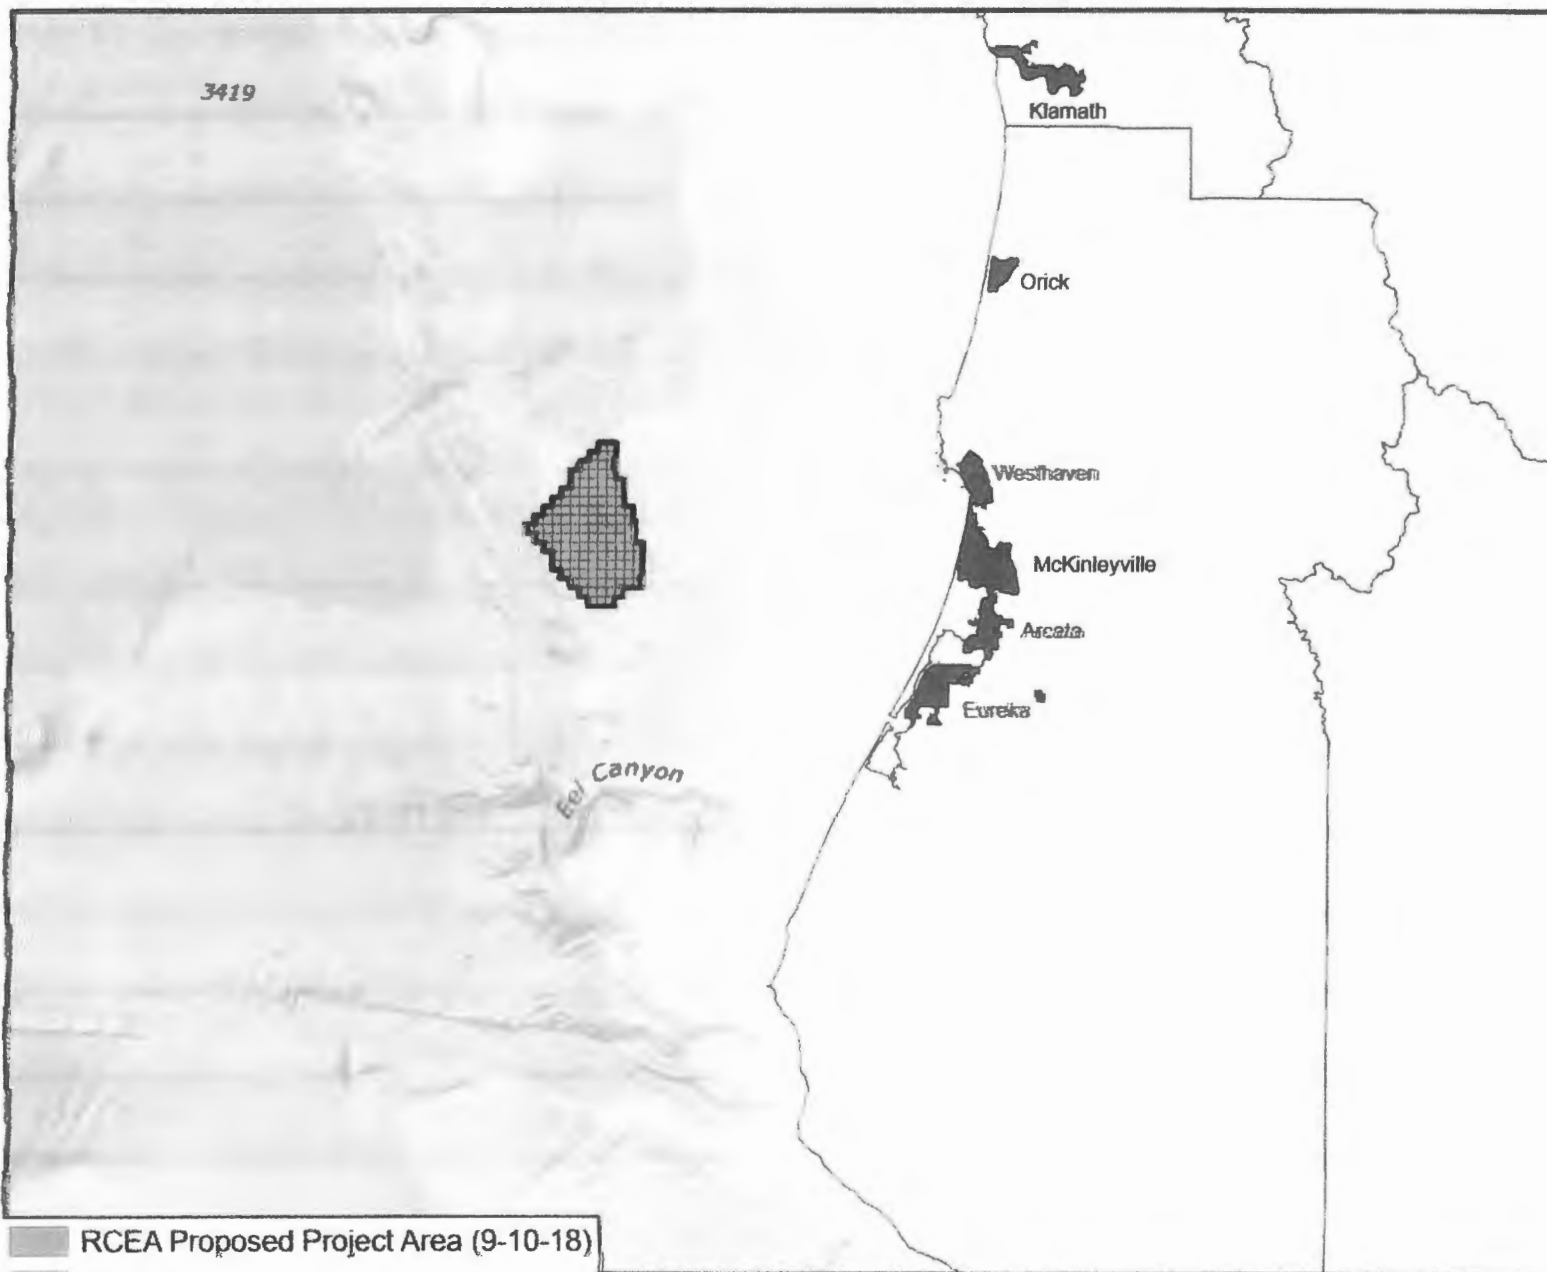 3419
Klamath
Orick
Westhaven
McKinleyville
Arcata
Eureka
Eel Canyon
RCEA Proposed Project Area (9-10-18)